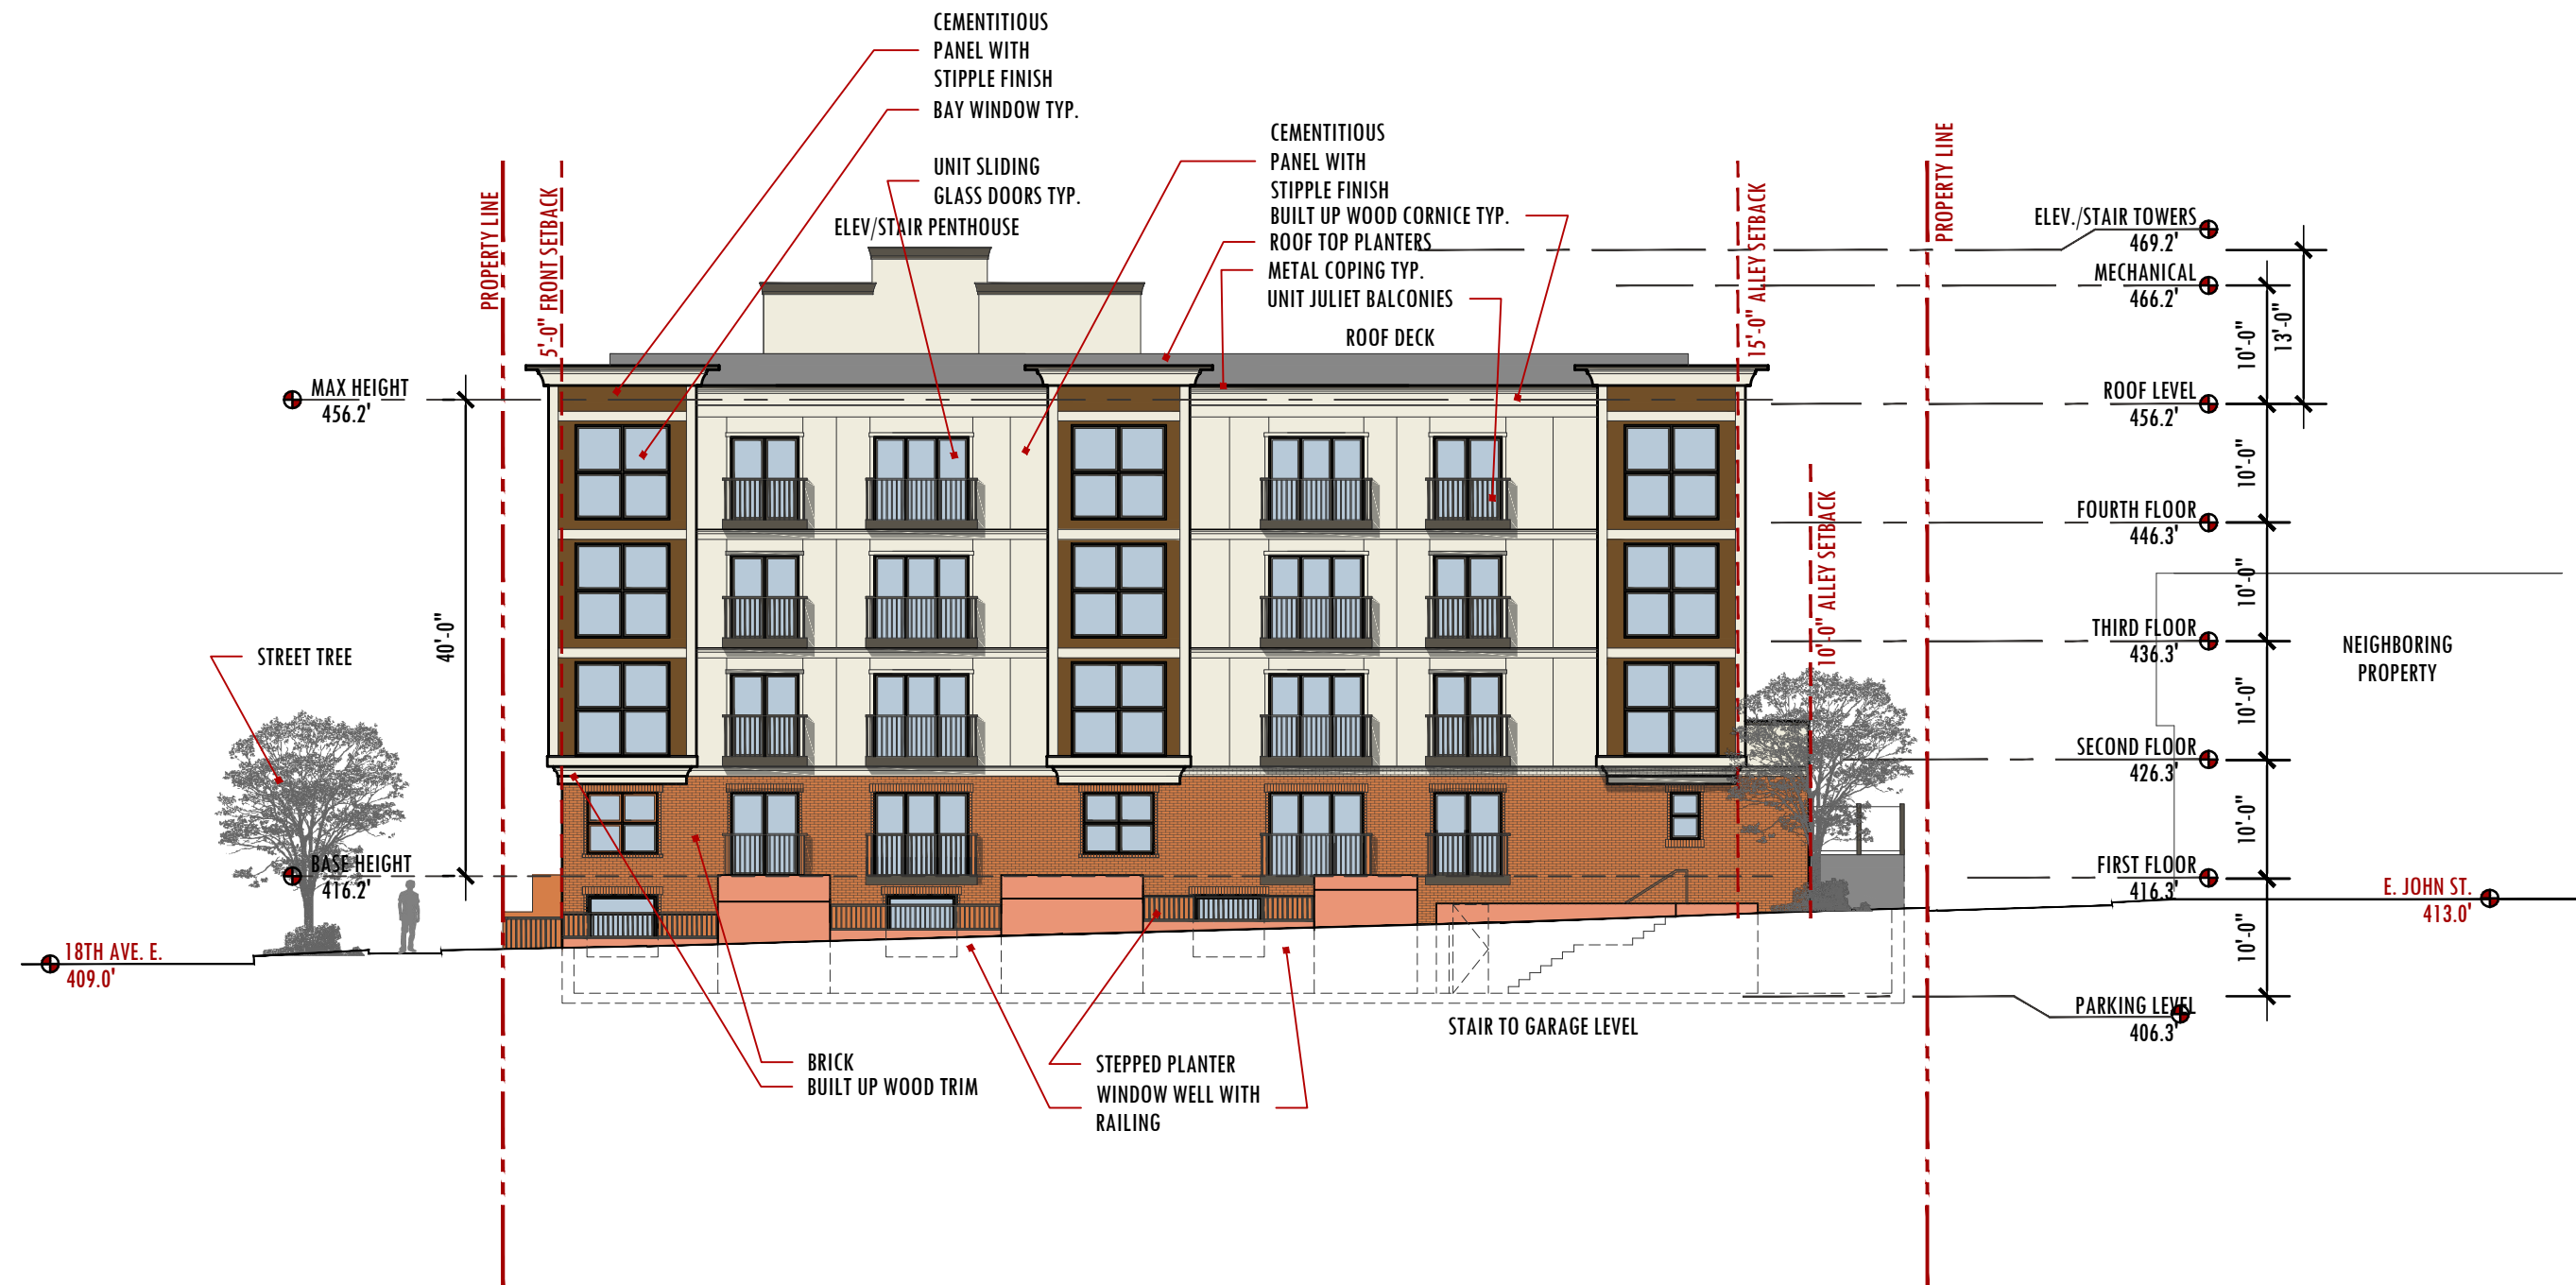 CEMENTITIOUS
PANEL WITH
STIPPLE FINISH
BAY WINDOW TYP.
UNIT SLIDING
GLASS DOORS TYP.
ELEV/STAIR PENTHOUSE
CEMENTITIOUS
PANEL WITH
STIPPLE FINISH
BUILT UP WOOD CORNICE TYP.
ROOF TOP PLANTERS
METAL COPING TYP.
UNIT JULIET BALCONIES
ROOF DECK
PROPERTY LINE
5'-0" FRONT SETBACK
15'-0" ALLEY SETBACK
10'-0" ALLEY SETBACK
PROPERTY LINE
ELEV./STAIR TOWERS
469.2'
MECHANICAL
466.2'
10'-0"
13'-0"
ROOF LEVEL
456.2'
10'-0"
FOURTH FLOOR
446.3'
10'-0"
THIRD FLOOR
436.3'
10'-0"
SECOND FLOOR
426.3'
10'-0"
FIRST FLOOR
416.3'
10'-0"
PARKING LEVEL
406.3'
NEIGHBORING
PROPERTY
E. JOHN ST.
413.0'
MAX HEIGHT
456.2'
40'-0"
STREET TREE
BASE HEIGHT
416.2'
18TH AVE. E.
409.0'
BRICK
BUILT UP WOOD TRIM
STEPPED PLANTER
WINDOW WELL WITH
RAILING
STAIR TO GARAGE LEVEL